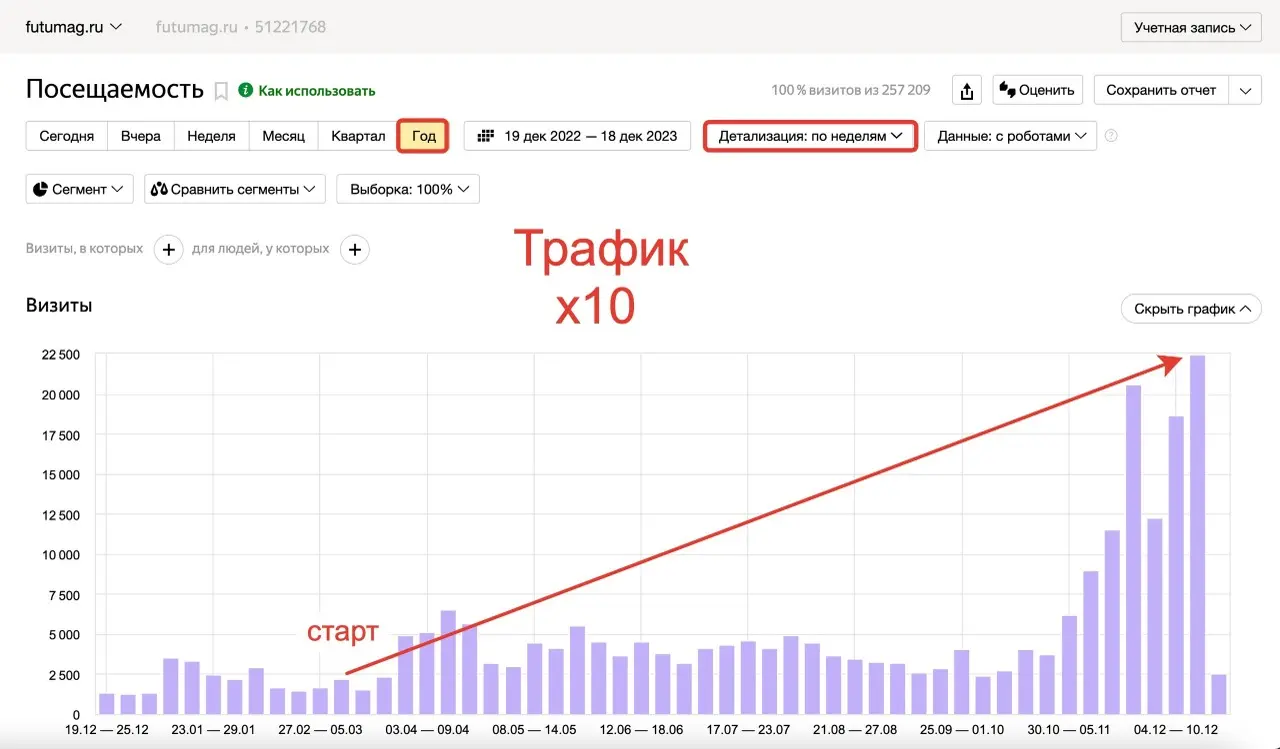 futumag.ru futumag.ru • 51221768 Учетная запись
Посещаемость Как использовать 100 % визитов из 257 209 Оценить Сохранить отчет
Сегодня Вчера Неделя Месяц Квартал Год 19 дек 2022 — 18 дек 2023 Детализация: по неделям Данные: с роботами ?
Сегмент Сравнить сегменты Выборка: 100%
Визиты, в которых + для людей, у которых +
Трафик
x10
Визиты Скрыть график
22 500
20 000
17 500
15 000
12 500
10 000
7 500
5 000
старт
2 500
0
19.12 — 25.12 23.01 — 29.01 27.02 — 05.03 03.04 — 09.04 08.05 — 14.05 12.06 — 18.06 17.07 — 23.07 21.08 — 27.08 25.09 — 01.10 30.10 — 05.11 04.12 — 10.12